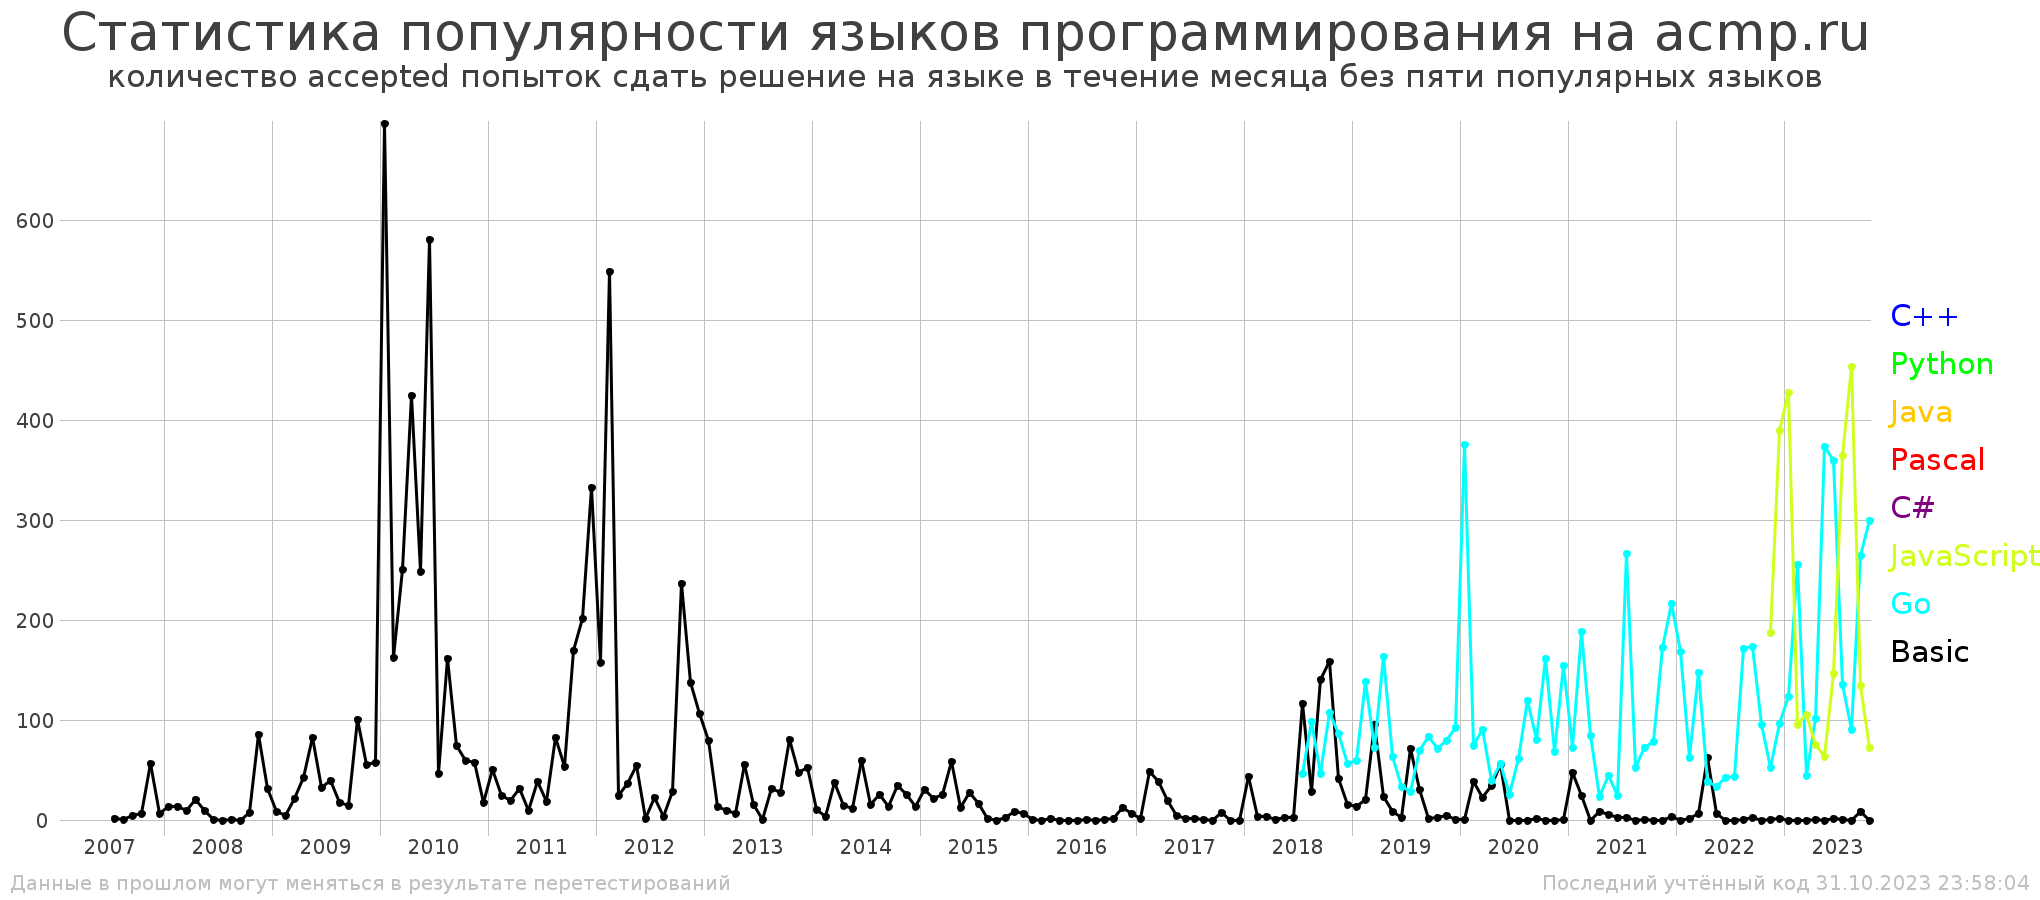 Статистика популярности языков программирования на acmp.ru
количество accepted попыток сдать решение на языке в течение месяца без пяти популярных языков
600
500
400
300
200
100
0
C++
Python
Java
Pascal
C#
JavaScript
Go
Basic
2007 2008 2009 2010 2011 2012 2013 2014 2015 2016 2017 2018 2019 2020 2021 2022 2023
Данные в прошлом могут меняться в результате перетестирований
Последний учтённый код 31.10.2023 23:58:04